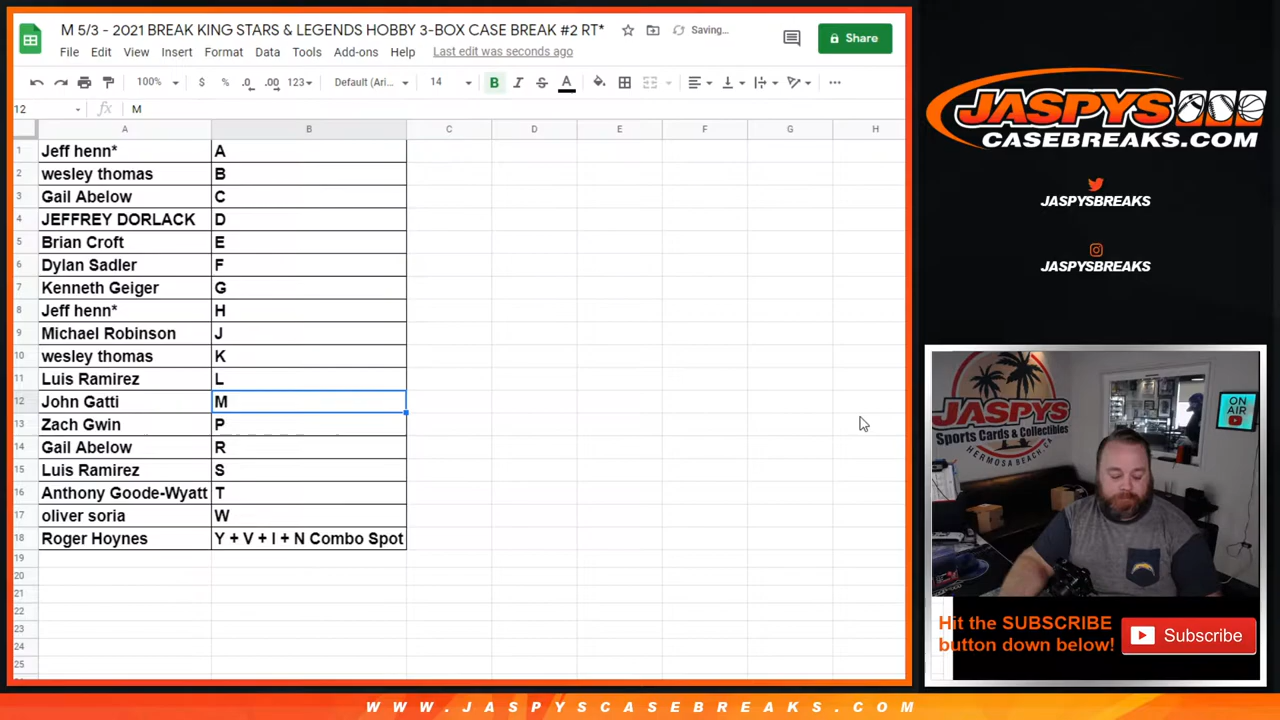 M 5/3 - 2021 BREAK KING STARS & LEGENDS HOBBY 3-BOX CASE BREAK #2 RT*
Saving...
Share
File Edit View Insert Format Data Tools Add-ons Help Last edit was seconds ago
100% $ % .0 .00 123 Default (Ari... 14 B I S A
12 fx M
A B C D E F G H
1 Jeff henn* A
2 wesley thomas B
3 Gail Abelow C
4 JEFFREY DORLACK D
5 Brian Croft E
6 Dylan Sadler F
7 Kenneth Geiger G
8 Jeff henn* H
9 Michael Robinson J
10 wesley thomas K
11 Luis Ramirez L
12 John Gatti M
13 Zach Gwin P
14 Gail Abelow R
15 Luis Ramirez S
16 Anthony Goode-Wyatt T
17 oliver soria W
18 Roger Hoynes Y + V + I + N Combo Spot
19
20
21
22
23
24
25
JASPYS
CASEBREAKS.COM
JASPYSBREAKS
JASPYSBREAKS
JASPYS
Sports Cards & Collectibles
HERMOSA BEACH, CA
ON
AIR
Hit the SUBSCRIBE
button down below!
Subscribe
WWW.JASPYSCASEBREAKS.COM